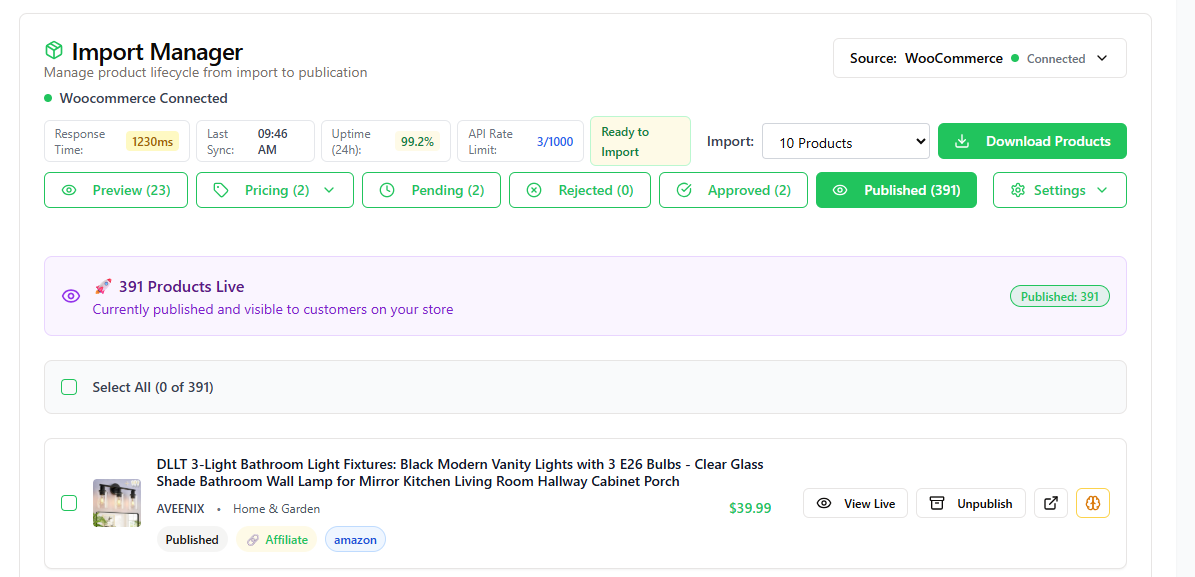 Import Manager
Manage product lifecycle from import to publication
Source: WooCommerce Connected
Woocommerce Connected
Response Time: 1230ms
Last Sync: 09:46 AM
Uptime (24h): 99.2%
API Rate Limit: 3/1000
Ready to Import
Import: 10 Products
Download Products
Preview (23)
Pricing (2)
Pending (2)
Rejected (0)
Approved (2)
Published (391)
Settings
🚀 391 Products Live
Currently published and visible to customers on your store
Published: 391
Select All (0 of 391)
DLLT 3-Light Bathroom Light Fixtures: Black Modern Vanity Lights with 3 E26 Bulbs - Clear Glass
Shade Bathroom Wall Lamp for Mirror Kitchen Living Room Hallway Cabinet Porch
AVEENIX • Home & Garden
$39.99
View Live
Unpublish
Published
🔗 Affiliate
amazon